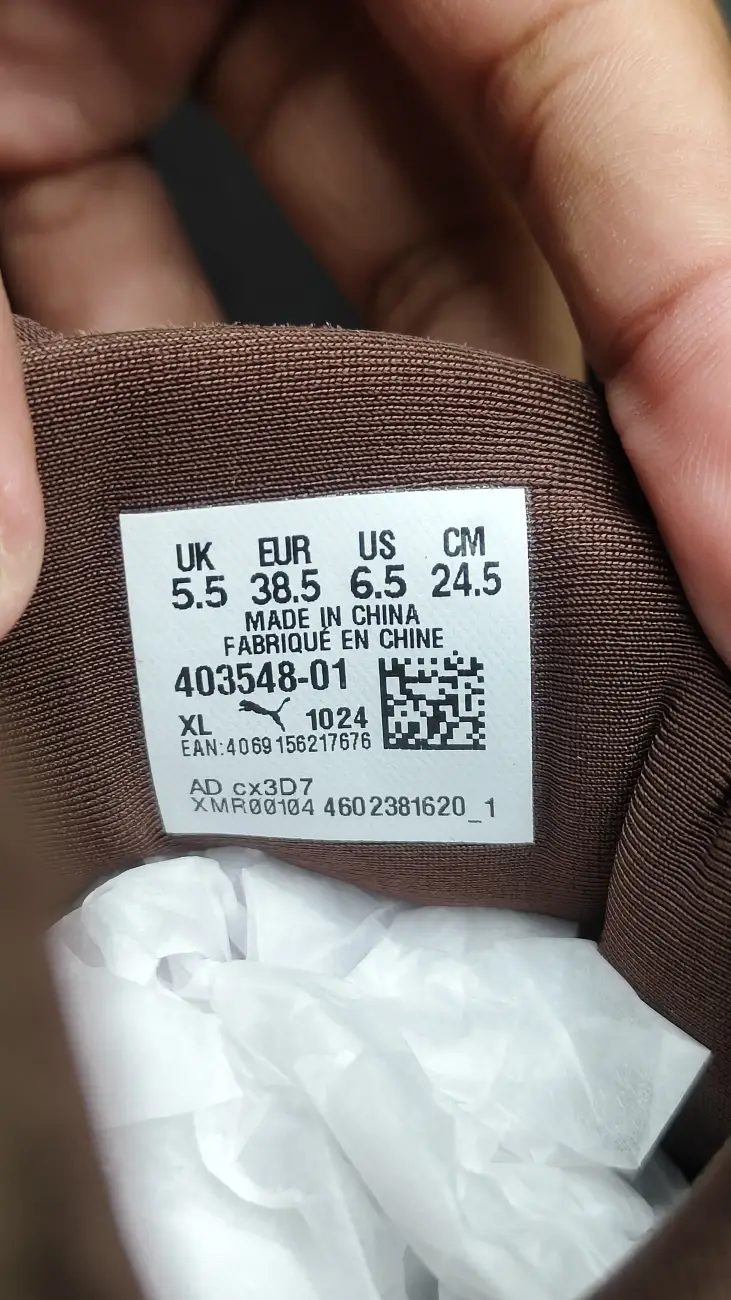 UK EUR US CM
5.5 38.5 6.5 24.5
MADE IN CHINA
FABRIQUÉ EN CHINE
403548-01
XL 1024
EAN:4069156217676
AD cx3D7
XMR00104 4602381620_1